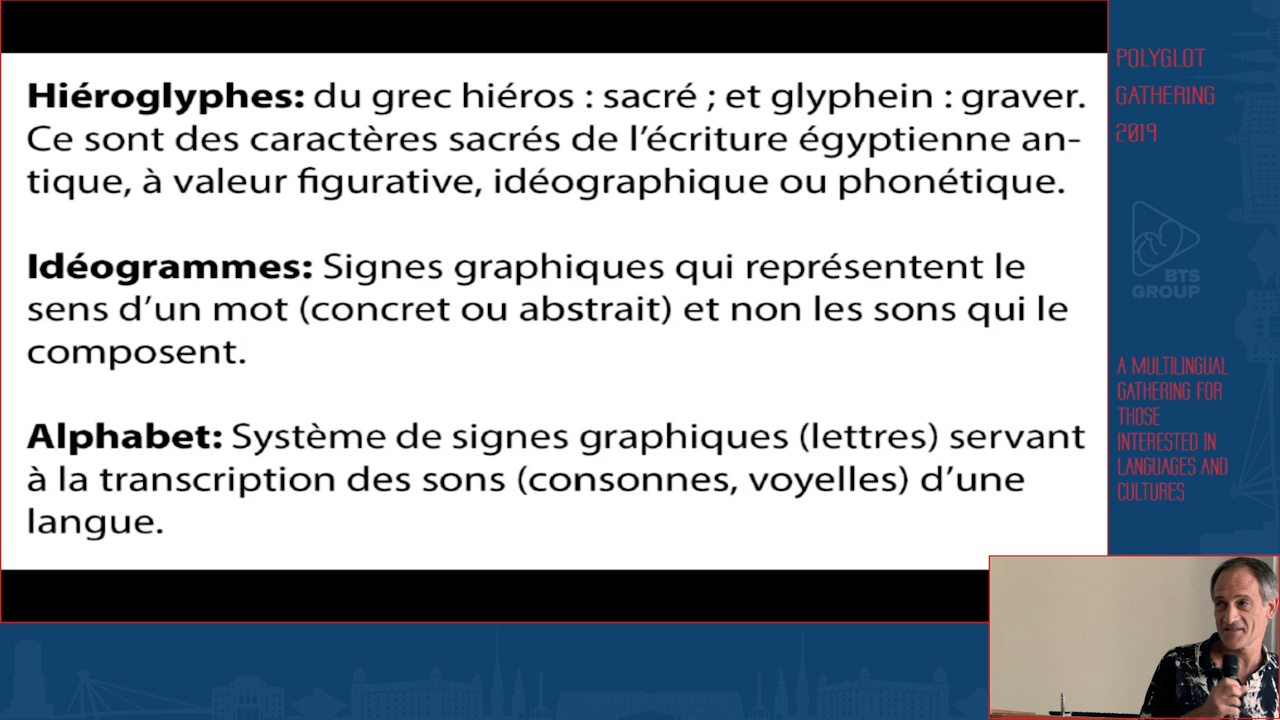 Hiéroglyphes: du grec hiéros : sacré ; et glyphein : graver.
Ce sont des caractères sacrés de l’écriture égyptienne an-
tique, à valeur figurative, idéographique ou phonétique.
Idéogrammes: Signes graphiques qui représentent le
sens d’un mot (concret ou abstrait) et non les sons qui le
composent.
Alphabet: Système de signes graphiques (lettres) servant
à la transcription des sons (consonnes, voyelles) d’une
langue.
POLYGLOT
GATHERING
2019
BTS
GROUP
A MULTILINGUAL
GATHERING FOR
THOSE
INTERESTED IN
LANGUAGES AND
CULTURES